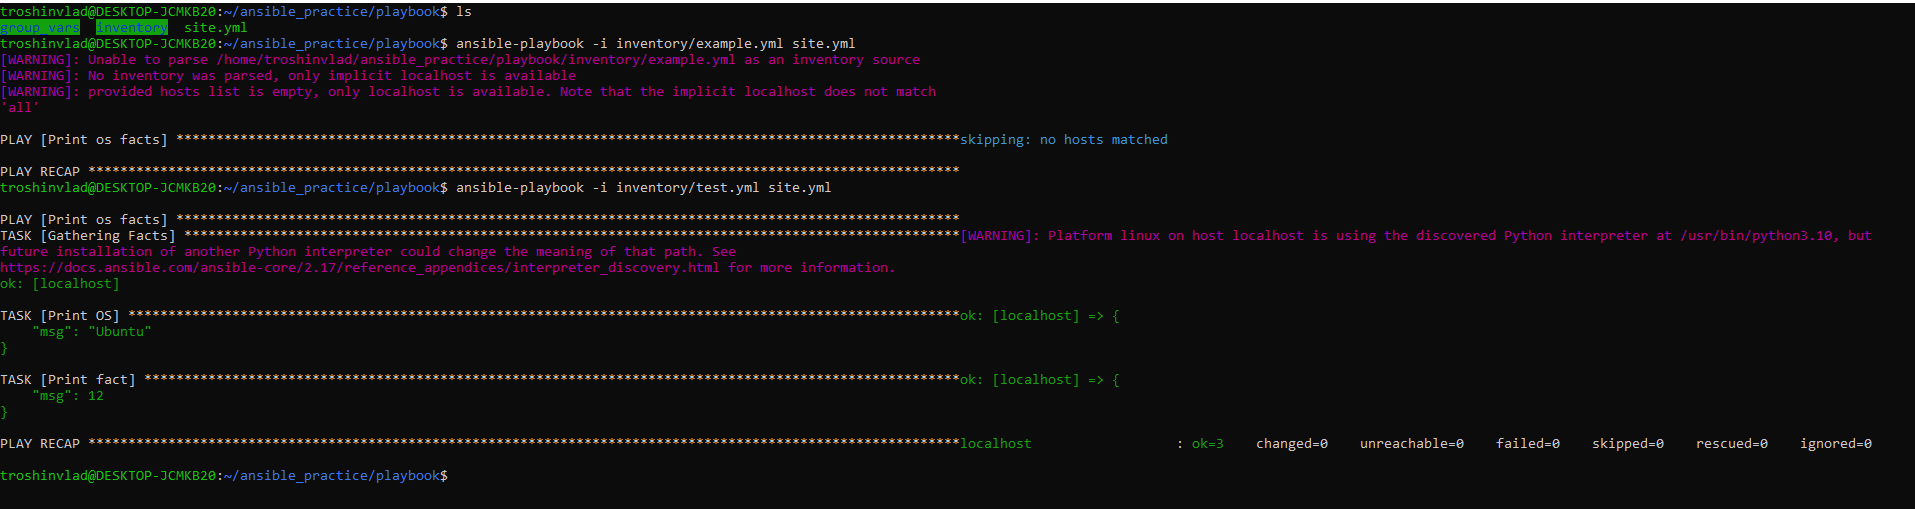 troshinvlad@DESKTOP-JCMKB20:~/ansible_practice/playbook$ ls
group_vars  inventory  site.yml
troshinvlad@DESKTOP-JCMKB20:~/ansible_practice/playbook$ ansible-playbook -i inventory/example.yml site.yml
[WARNING]: Unable to parse /home/troshinvlad/ansible_practice/playbook/inventory/example.yml as an inventory source
[WARNING]: No inventory was parsed, only implicit localhost is available
[WARNING]: provided hosts list is empty, only localhost is available. Note that the implicit localhost does not match
'all'
PLAY [Print os facts] **************************************************************************************************skipping: no hosts matched
PLAY RECAP *************************************************************************************************************
troshinvlad@DESKTOP-JCMKB20:~/ansible_practice/playbook$ ansible-playbook -i inventory/test.yml site.yml
PLAY [Print os facts] **************************************************************************************************
TASK [Gathering Facts] *************************************************************************************************[WARNING]: Platform linux on host localhost is using the discovered Python interpreter at /usr/bin/python3.10, but
future installation of another Python interpreter could change the meaning of that path. See
https://docs.ansible.com/ansible-core/2.17/reference_appendices/interpreter_discovery.html for more information.
ok: [localhost]
TASK [Print OS] ********************************************************************************************************ok: [localhost] => {
    "msg": "Ubuntu"
}
TASK [Print fact] ******************************************************************************************************ok: [localhost] => {
    "msg": 12
}
PLAY RECAP *************************************************************************************************************localhost                  : ok=3    changed=0    unreachable=0    failed=0    skipped=0    rescued=0    ignored=0
troshinvlad@DESKTOP-JCMKB20:~/ansible_practice/playbook$